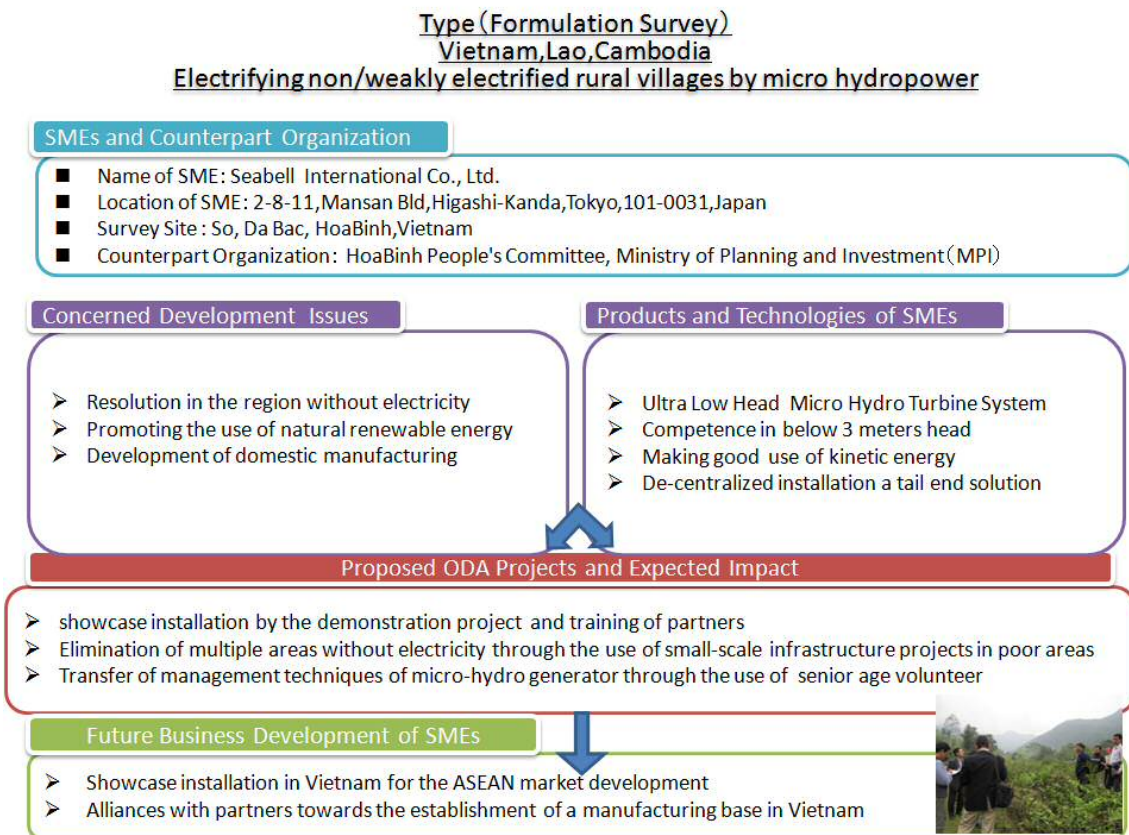 Type（Formulation Survey）
Vietnam,Lao,Cambodia
Electrifying non/weakly electrified rural villages by micro hydropower
SMEs and Counterpart Organization
■ Name of SME: Seabell International Co., Ltd.
■ Location of SME: 2-8-11,Mansan Bld,Higashi-Kanda,Tokyo,101-0031,Japan
■ Survey Site : So, Da Bac, HoaBinh,Vietnam
■ Counterpart Organization: HoaBinh People's Committee, Ministry of Planning and Investment（MPI）
Concerned Development Issues
➢ Resolution in the region without electricity
➢ Promoting the use of natural renewable energy
➢ Development of domestic manufacturing
Products and Technologies of SMEs
➢ Ultra Low Head Micro Hydro Turbine System
➢ Competence in below 3 meters head
➢ Making good use of kinetic energy
➢ De-centralized installation a tail end solution
Proposed ODA Projects and Expected Impact
➢ showcase installation by the demonstration project and training of partners
➢ Elimination of multiple areas without electricity through the use of small-scale infrastructure projects in poor areas
➢ Transfer of management techniques of micro-hydro generator through the use of senior age volunteer
Future Business Development of SMEs
➢ Showcase installation in Vietnam for the ASEAN market development
➢ Alliances with partners towards the establishment of a manufacturing base in Vietnam